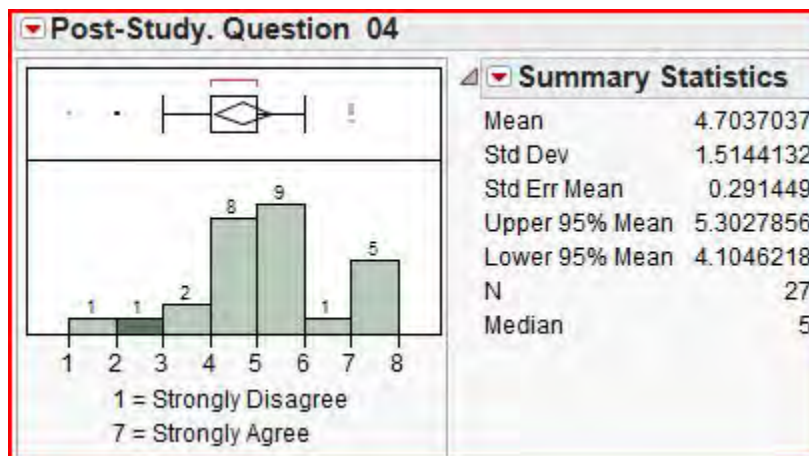 Post-Study. Question 04
8 9 5 1 1 2 1
1 2 3 4 5 6 7 8
1 = Strongly Disagree
7 = Strongly Agree
Summary Statistics
Mean 4.7037037
Std Dev 1.5144132
Std Err Mean 0.291449
Upper 95% Mean 5.3027856
Lower 95% Mean 4.1046218
N 27
Median 5